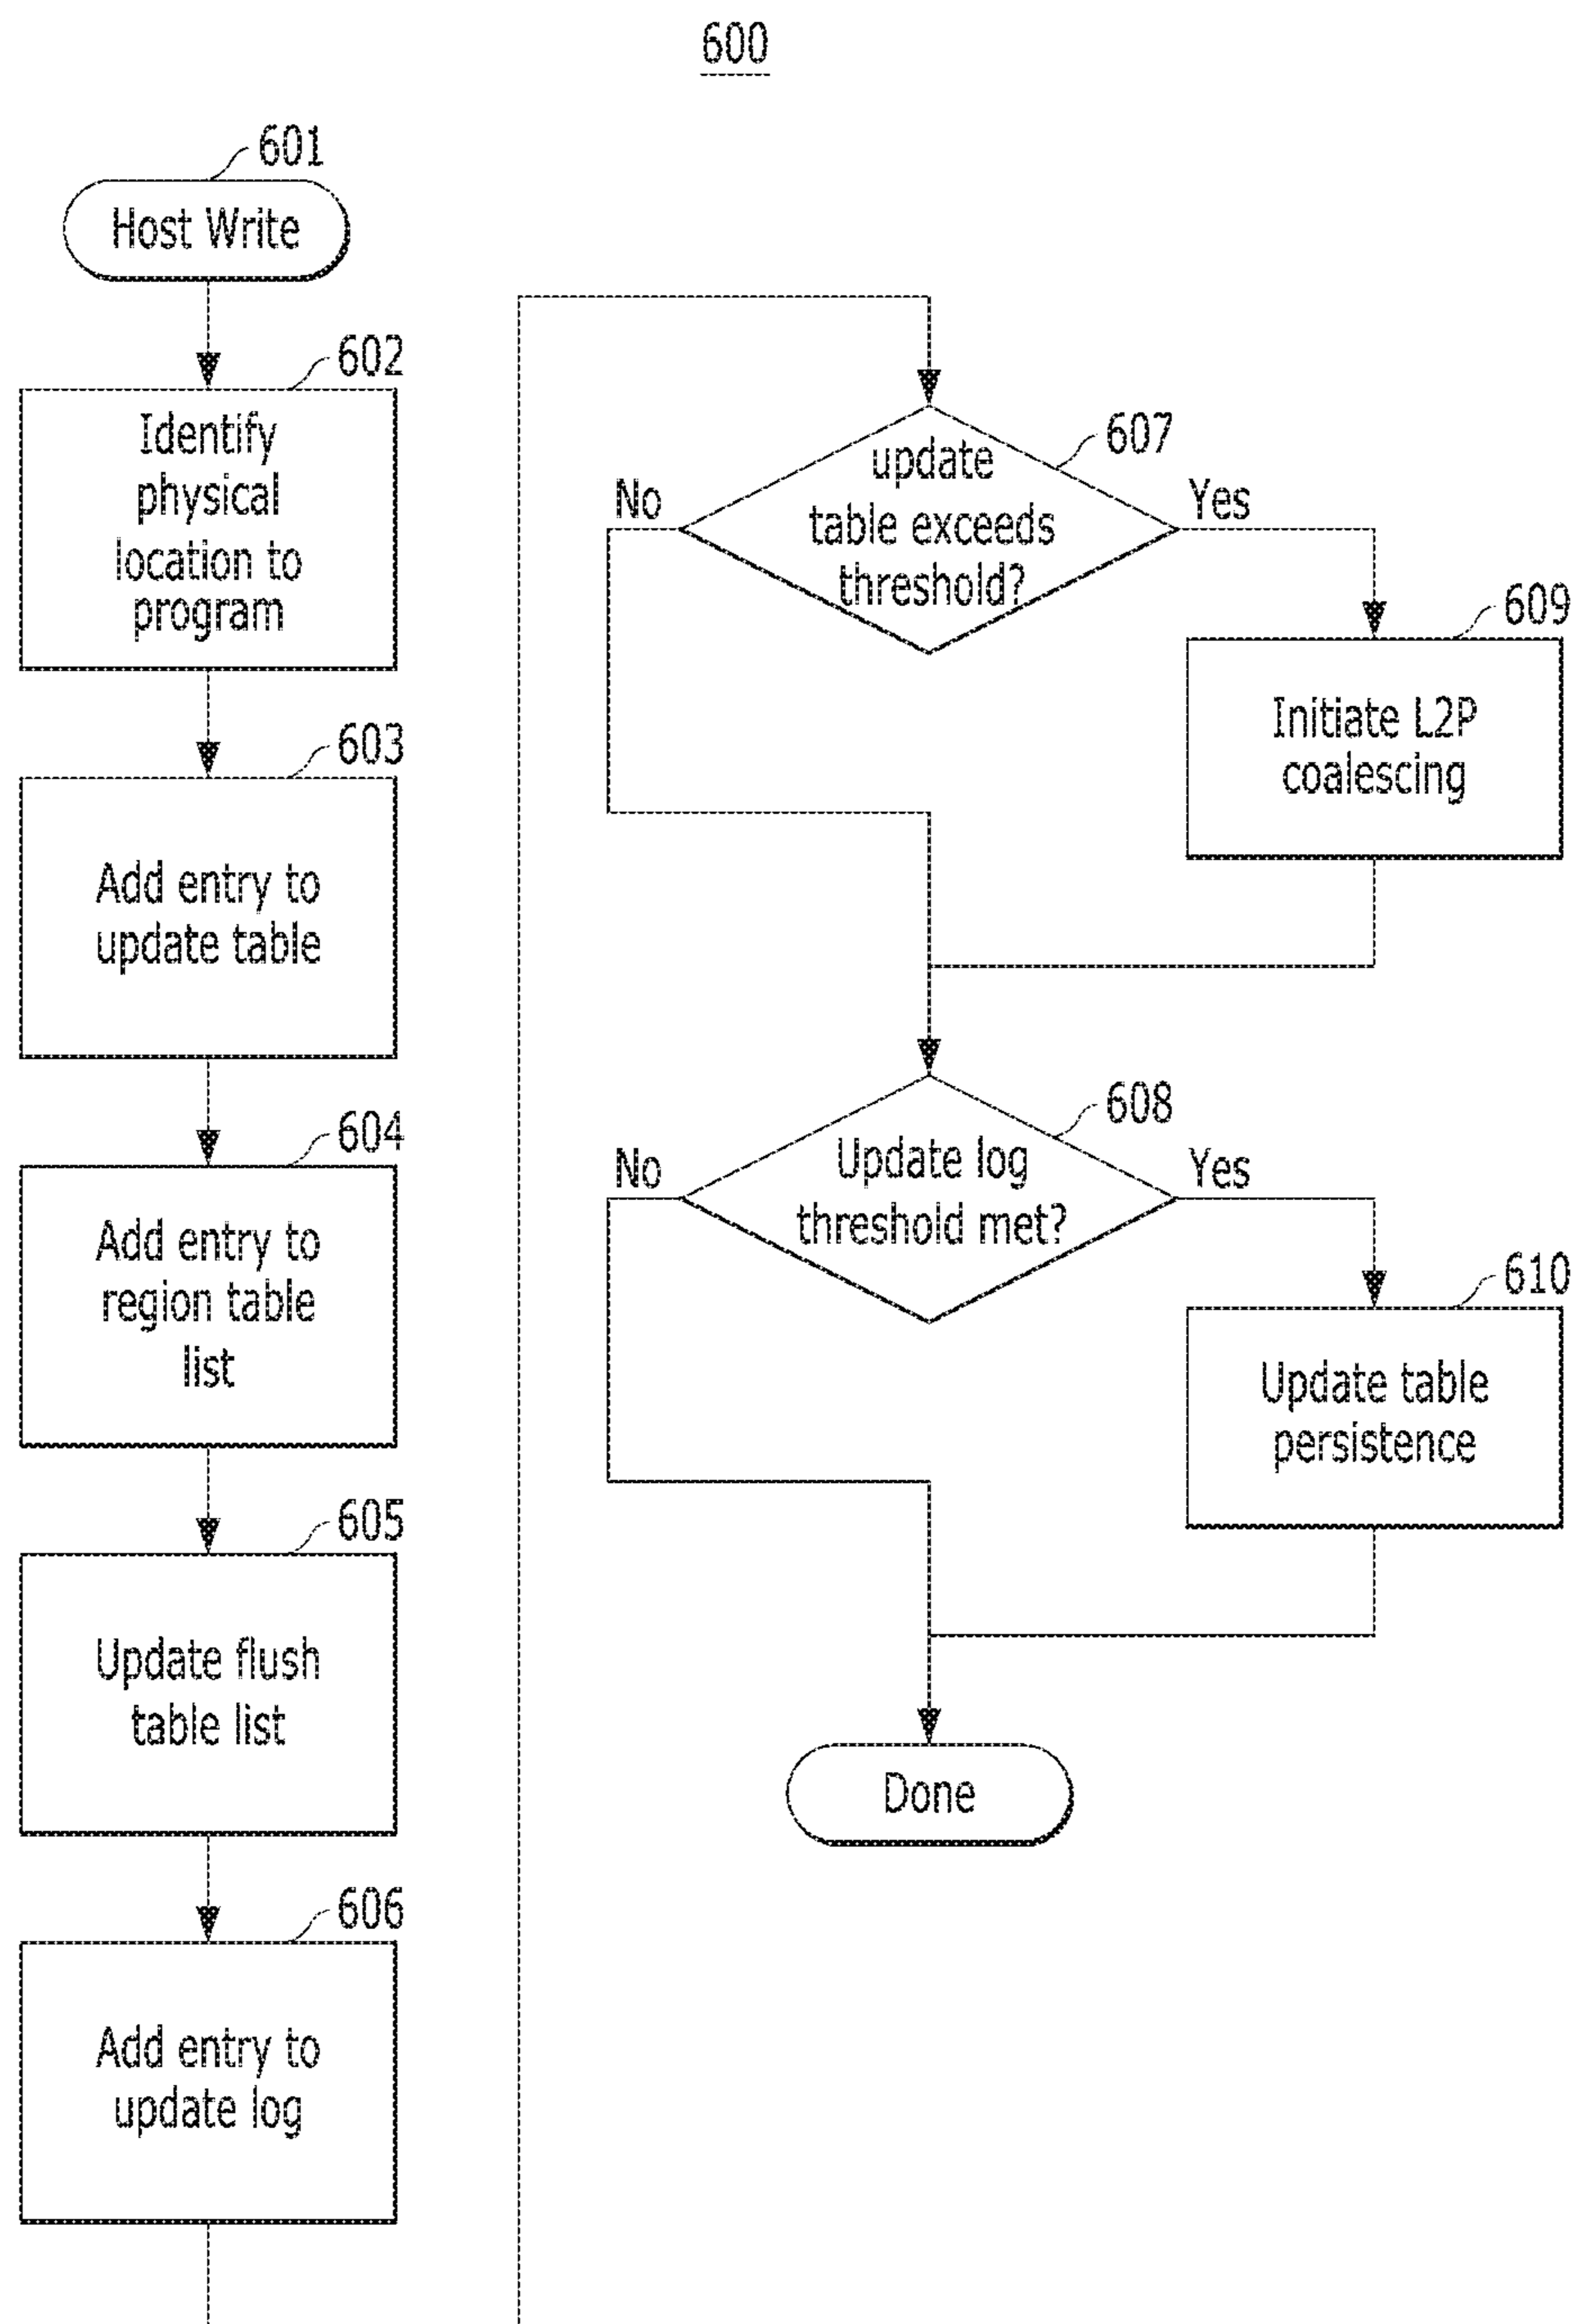 600
601
Host Write
602
Identify
physical
location to
program
603
Add entry to
update table
604
Add entry to
region table
list
605
Update flush
table list
606
Add entry to
update log
607
update
table exceeds
threshold?
No
Yes
609
Initiate L2P
coalescing
608
Update log
threshold met?
No
Yes
610
Update table
persistence
Done